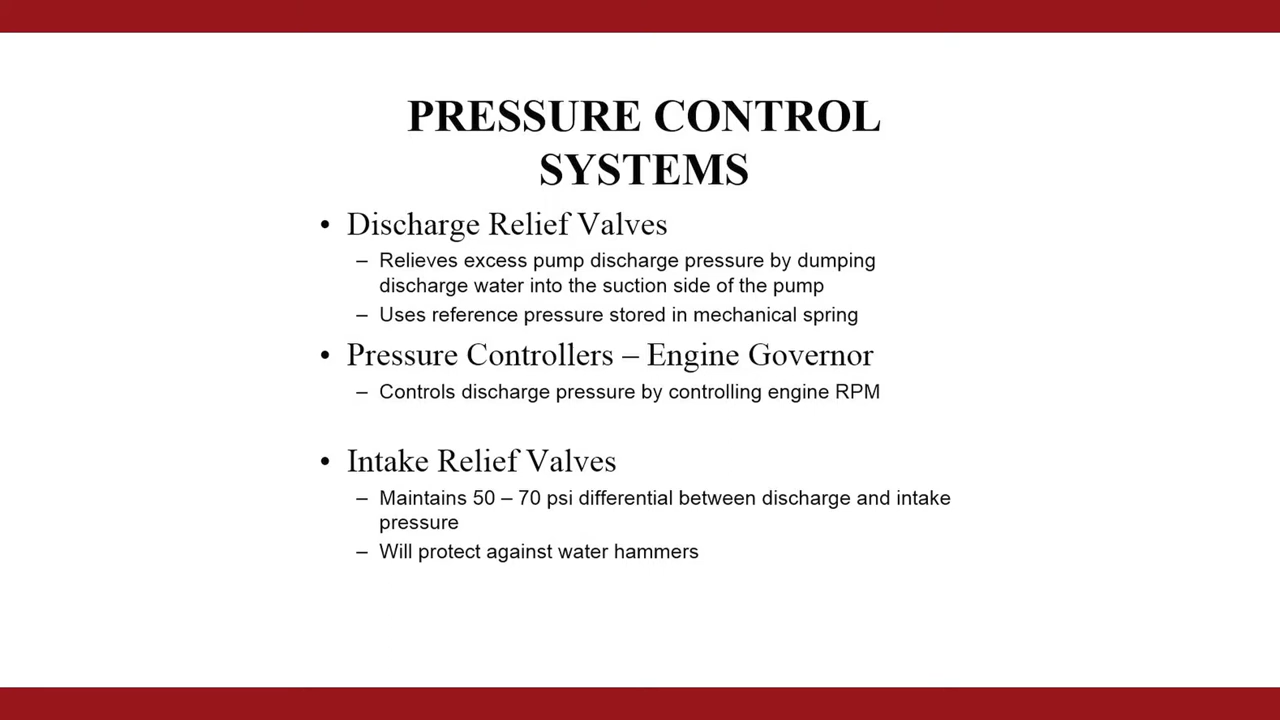 PRESSURE CONTROL
SYSTEMS
• Discharge Relief Valves
– Relieves excess pump discharge pressure by dumping
discharge water into the suction side of the pump
– Uses reference pressure stored in mechanical spring
• Pressure Controllers – Engine Governor
– Controls discharge pressure by controlling engine RPM
• Intake Relief Valves
– Maintains 50 – 70 psi differential between discharge and intake
pressure
– Will protect against water hammers